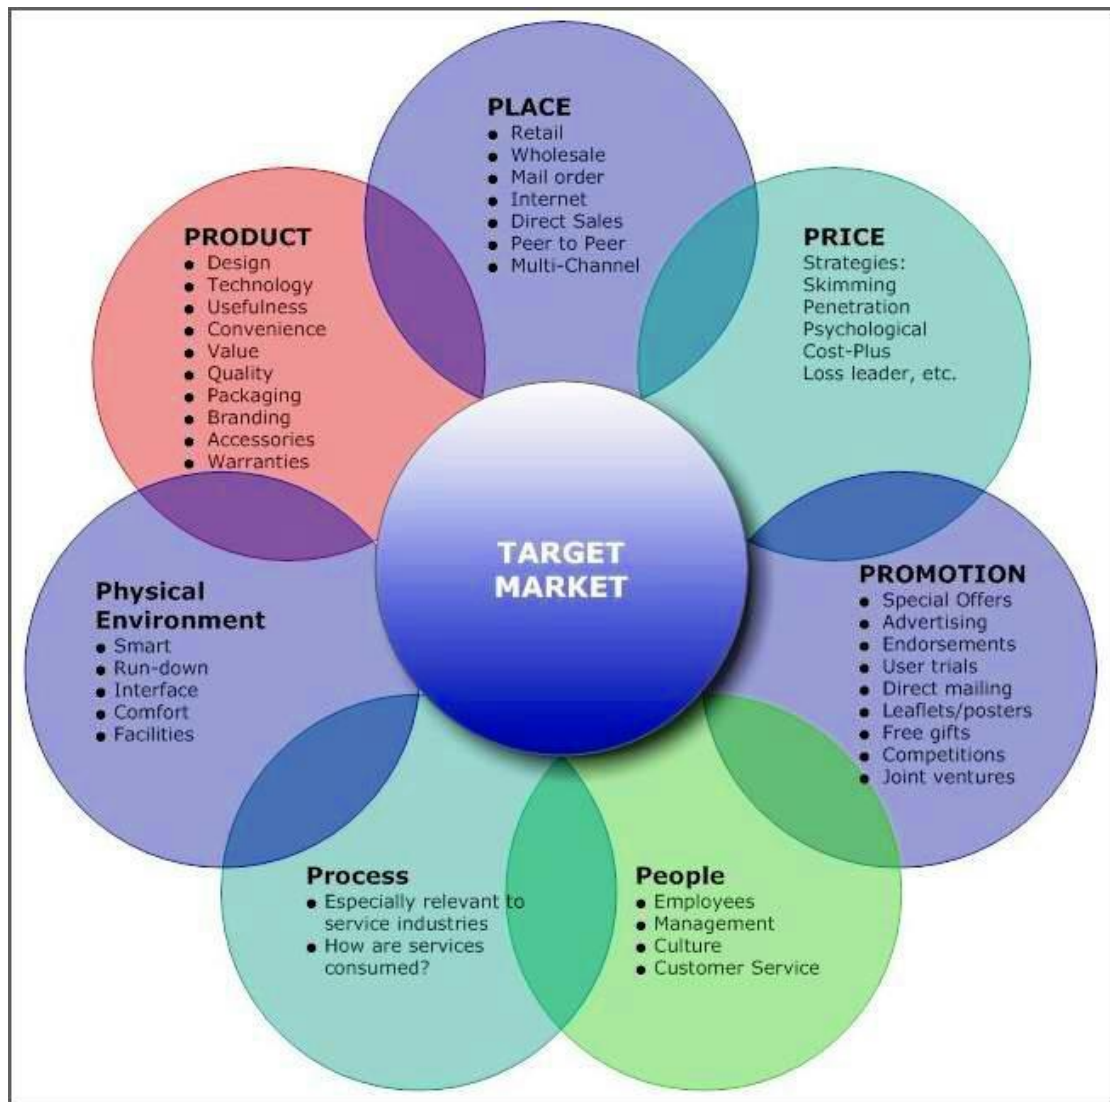 PLACE
● Retail
● Wholesale
● Mail order
● Internet
● Direct Sales
● Peer to Peer
● Multi-Channel
PRODUCT
● Design
● Technology
● Usefulness
● Convenience
● Value
● Quality
● Packaging
● Branding
● Accessories
● Warranties
PRICE
Strategies:
Skimming
Penetration
Psychological
Cost-Plus
Loss leader, etc.
TARGET
MARKET
Physical
Environment
● Smart
● Run-down
● Interface
● Comfort
● Facilities
PROMOTION
● Special Offers
● Advertising
● Endorsements
● User trials
● Direct mailing
● Leaflets/posters
● Free gifts
● Competitions
● Joint ventures
Process
● Especially relevant to
service industries
● How are services
consumed?
People
● Employees
● Management
● Culture
● Customer Service